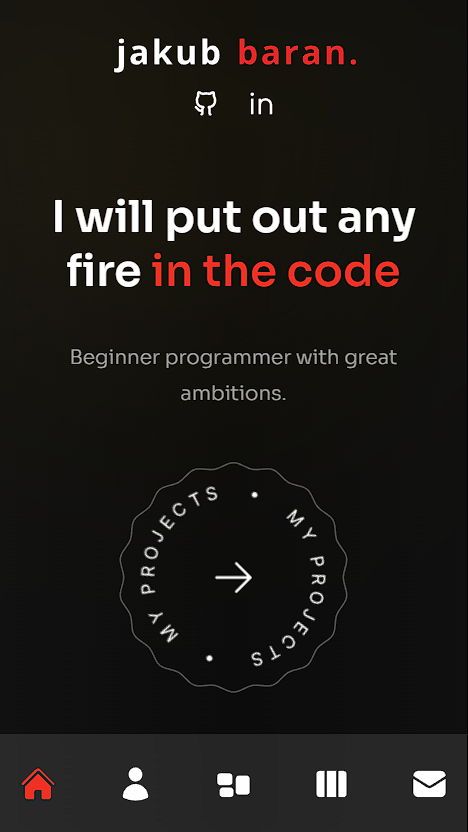 jakub baran.
in
I will put out any
fire in the code
Beginner programmer with great
ambitions.
MY PROJECTS • MY PROJECTS •